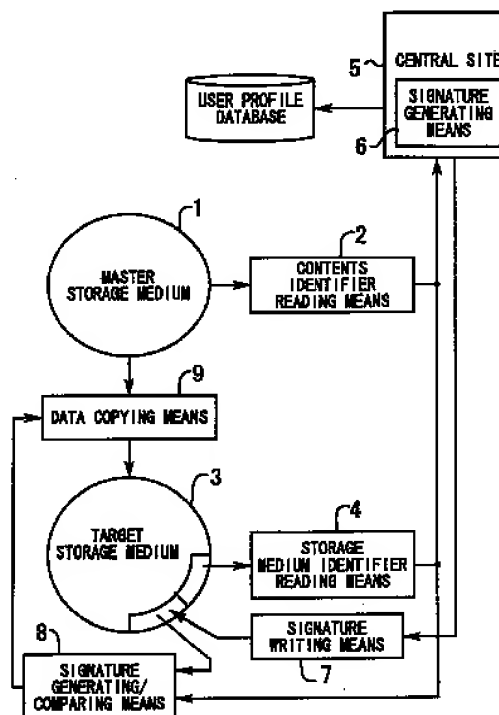 5
CENTRAL SITE
SIGNATURE
GENERATING
MEANS
6
USER PROFILE
DATABASE
1
MASTER
STORAGE MEDIUM
2
CONTENTS
IDENTIFIER
READING MEANS
9
DATA COPYING MEANS
3
TARGET
STORAGE MEDIUM
4
STORAGE
MEDIUM IDENTIFIER
READING MEANS
SIGNATURE
WRITING MEANS
7
8
SIGNATURE
GENERATING/
COMPARING MEANS